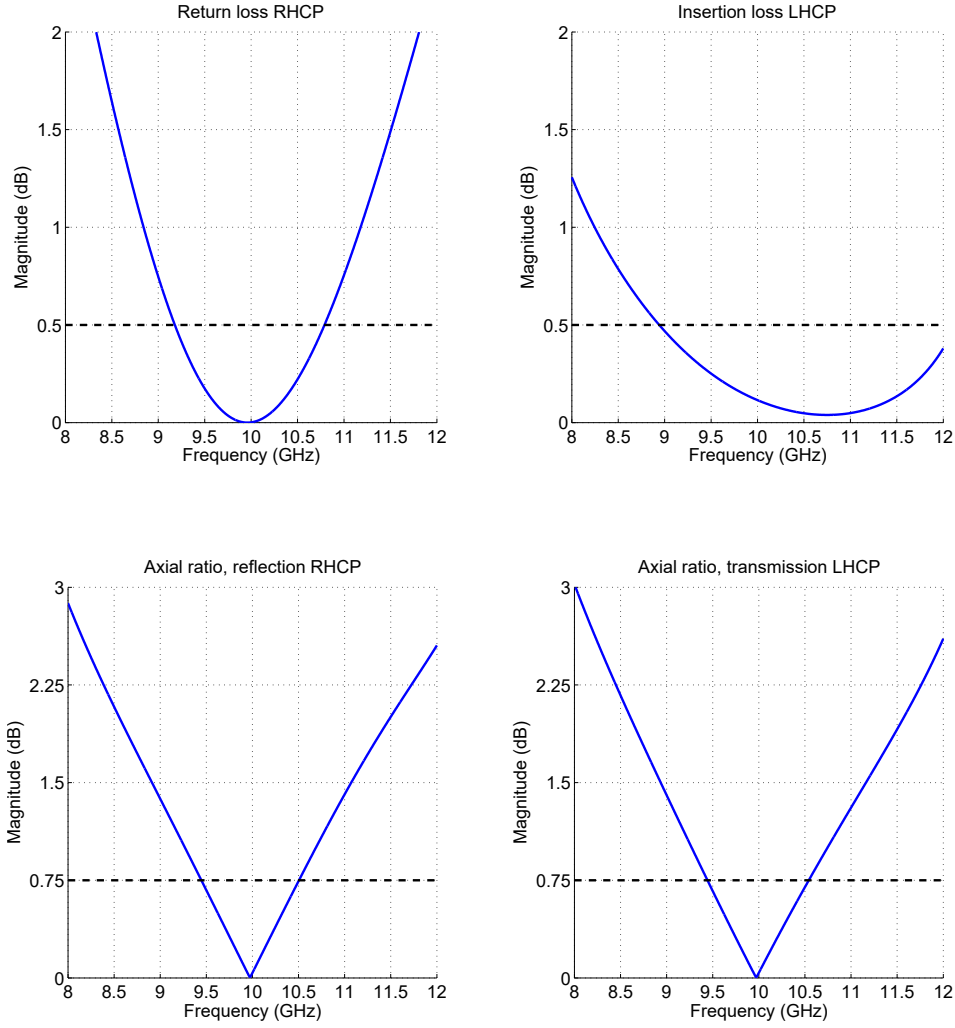 Return loss RHCP
2
1.5
1
0.5
0
Magnitude (dB)
8 8.5 9 9.5 10 10.5 11 11.5 12
Frequency (GHz)
Insertion loss LHCP
2
1.5
1
0.5
0
Magnitude (dB)
8 8.5 9 9.5 10 10.5 11 11.5 12
Frequency (GHz)
Axial ratio, reflection RHCP
3
2.25
1.5
0.75
0
Magnitude (dB)
8 8.5 9 9.5 10 10.5 11 11.5 12
Frequency (GHz)
Axial ratio, transmission LHCP
3
2.25
1.5
0.75
0
Magnitude (dB)
8 8.5 9 9.5 10 10.5 11 11.5 12
Frequency (GHz)